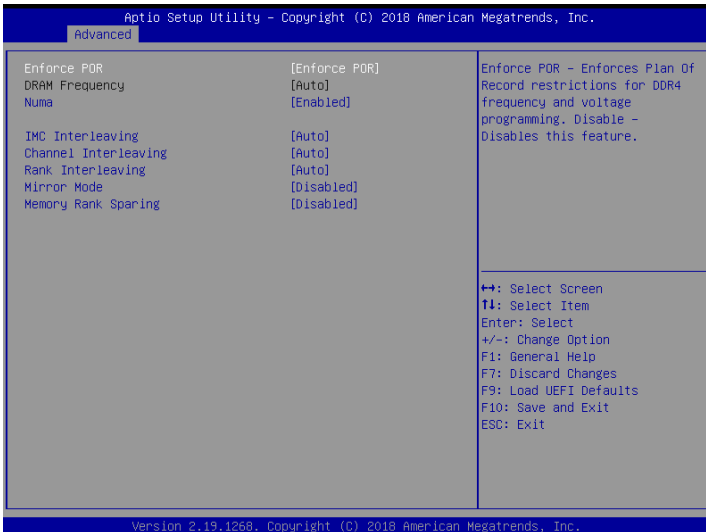 Aptio Setup Utility – Copyright (C) 2018 American Megatrends, Inc.
Advanced
Enforce POR [Enforce POR]
DRAM Frequency [Auto]
Numa [Enabled]
IMC Interleaving [Auto]
Channel Interleaving [Auto]
Rank Interleaving [Auto]
Mirror Mode [Disabled]
Memory Rank Sparing [Disabled]
Enforce POR – Enforces Plan Of
Record restrictions for DDR4
frequency and voltage
programming. Disable –
Disables this feature.
↔: Select Screen
↑↓: Select Item
Enter: Select
+/-: Change Option
F1: General Help
F7: Discard Changes
F9: Load UEFI Defaults
F10: Save and Exit
ESC: Exit
Version 2.19.1268. Copyright (C) 2018 American Megatrends, Inc.